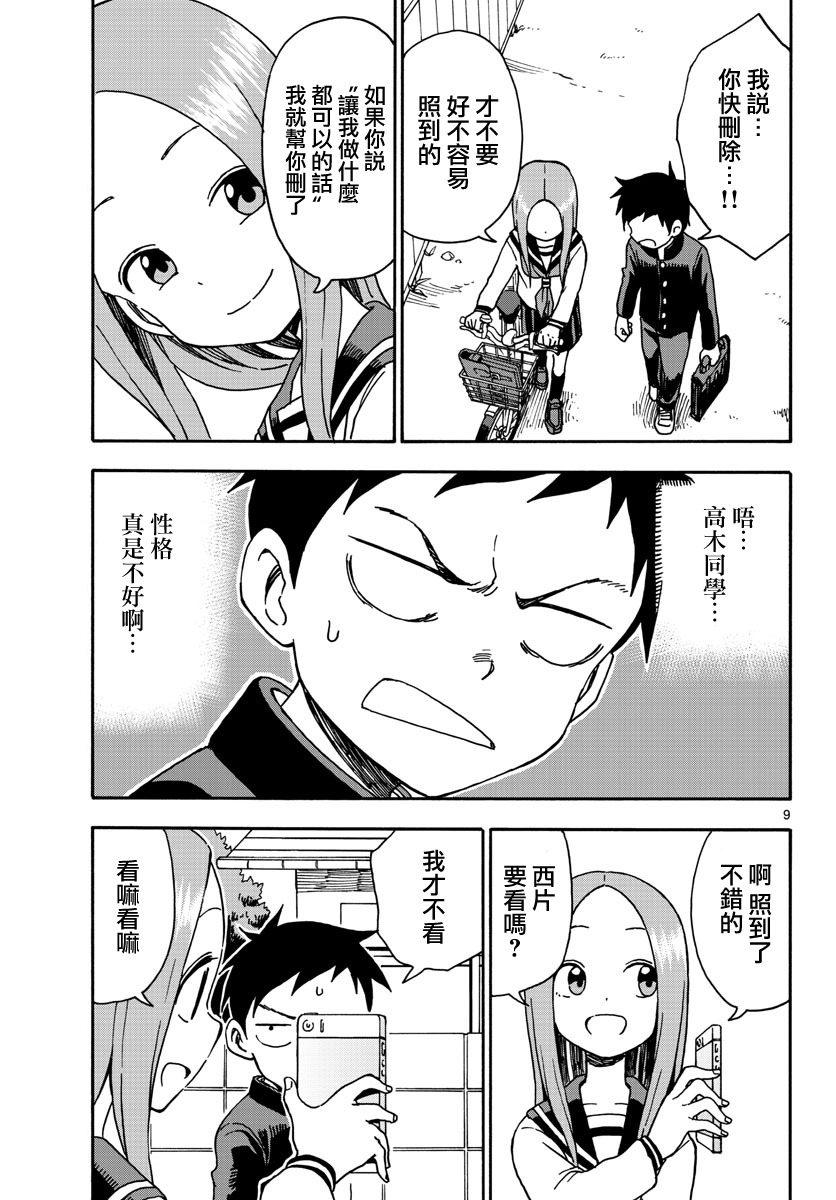 我説⋯
你快刪除⋯!!
才不要
好不容易
照到的
如果你說
“讓我做什麼
都可以的話“
我就幫你刪了
唔⋯
高木同學⋯
性格
真是不好啊⋯
9
啊 照到了
不錯的
西片
要看嗎?
我才不看
看嘛看嘛